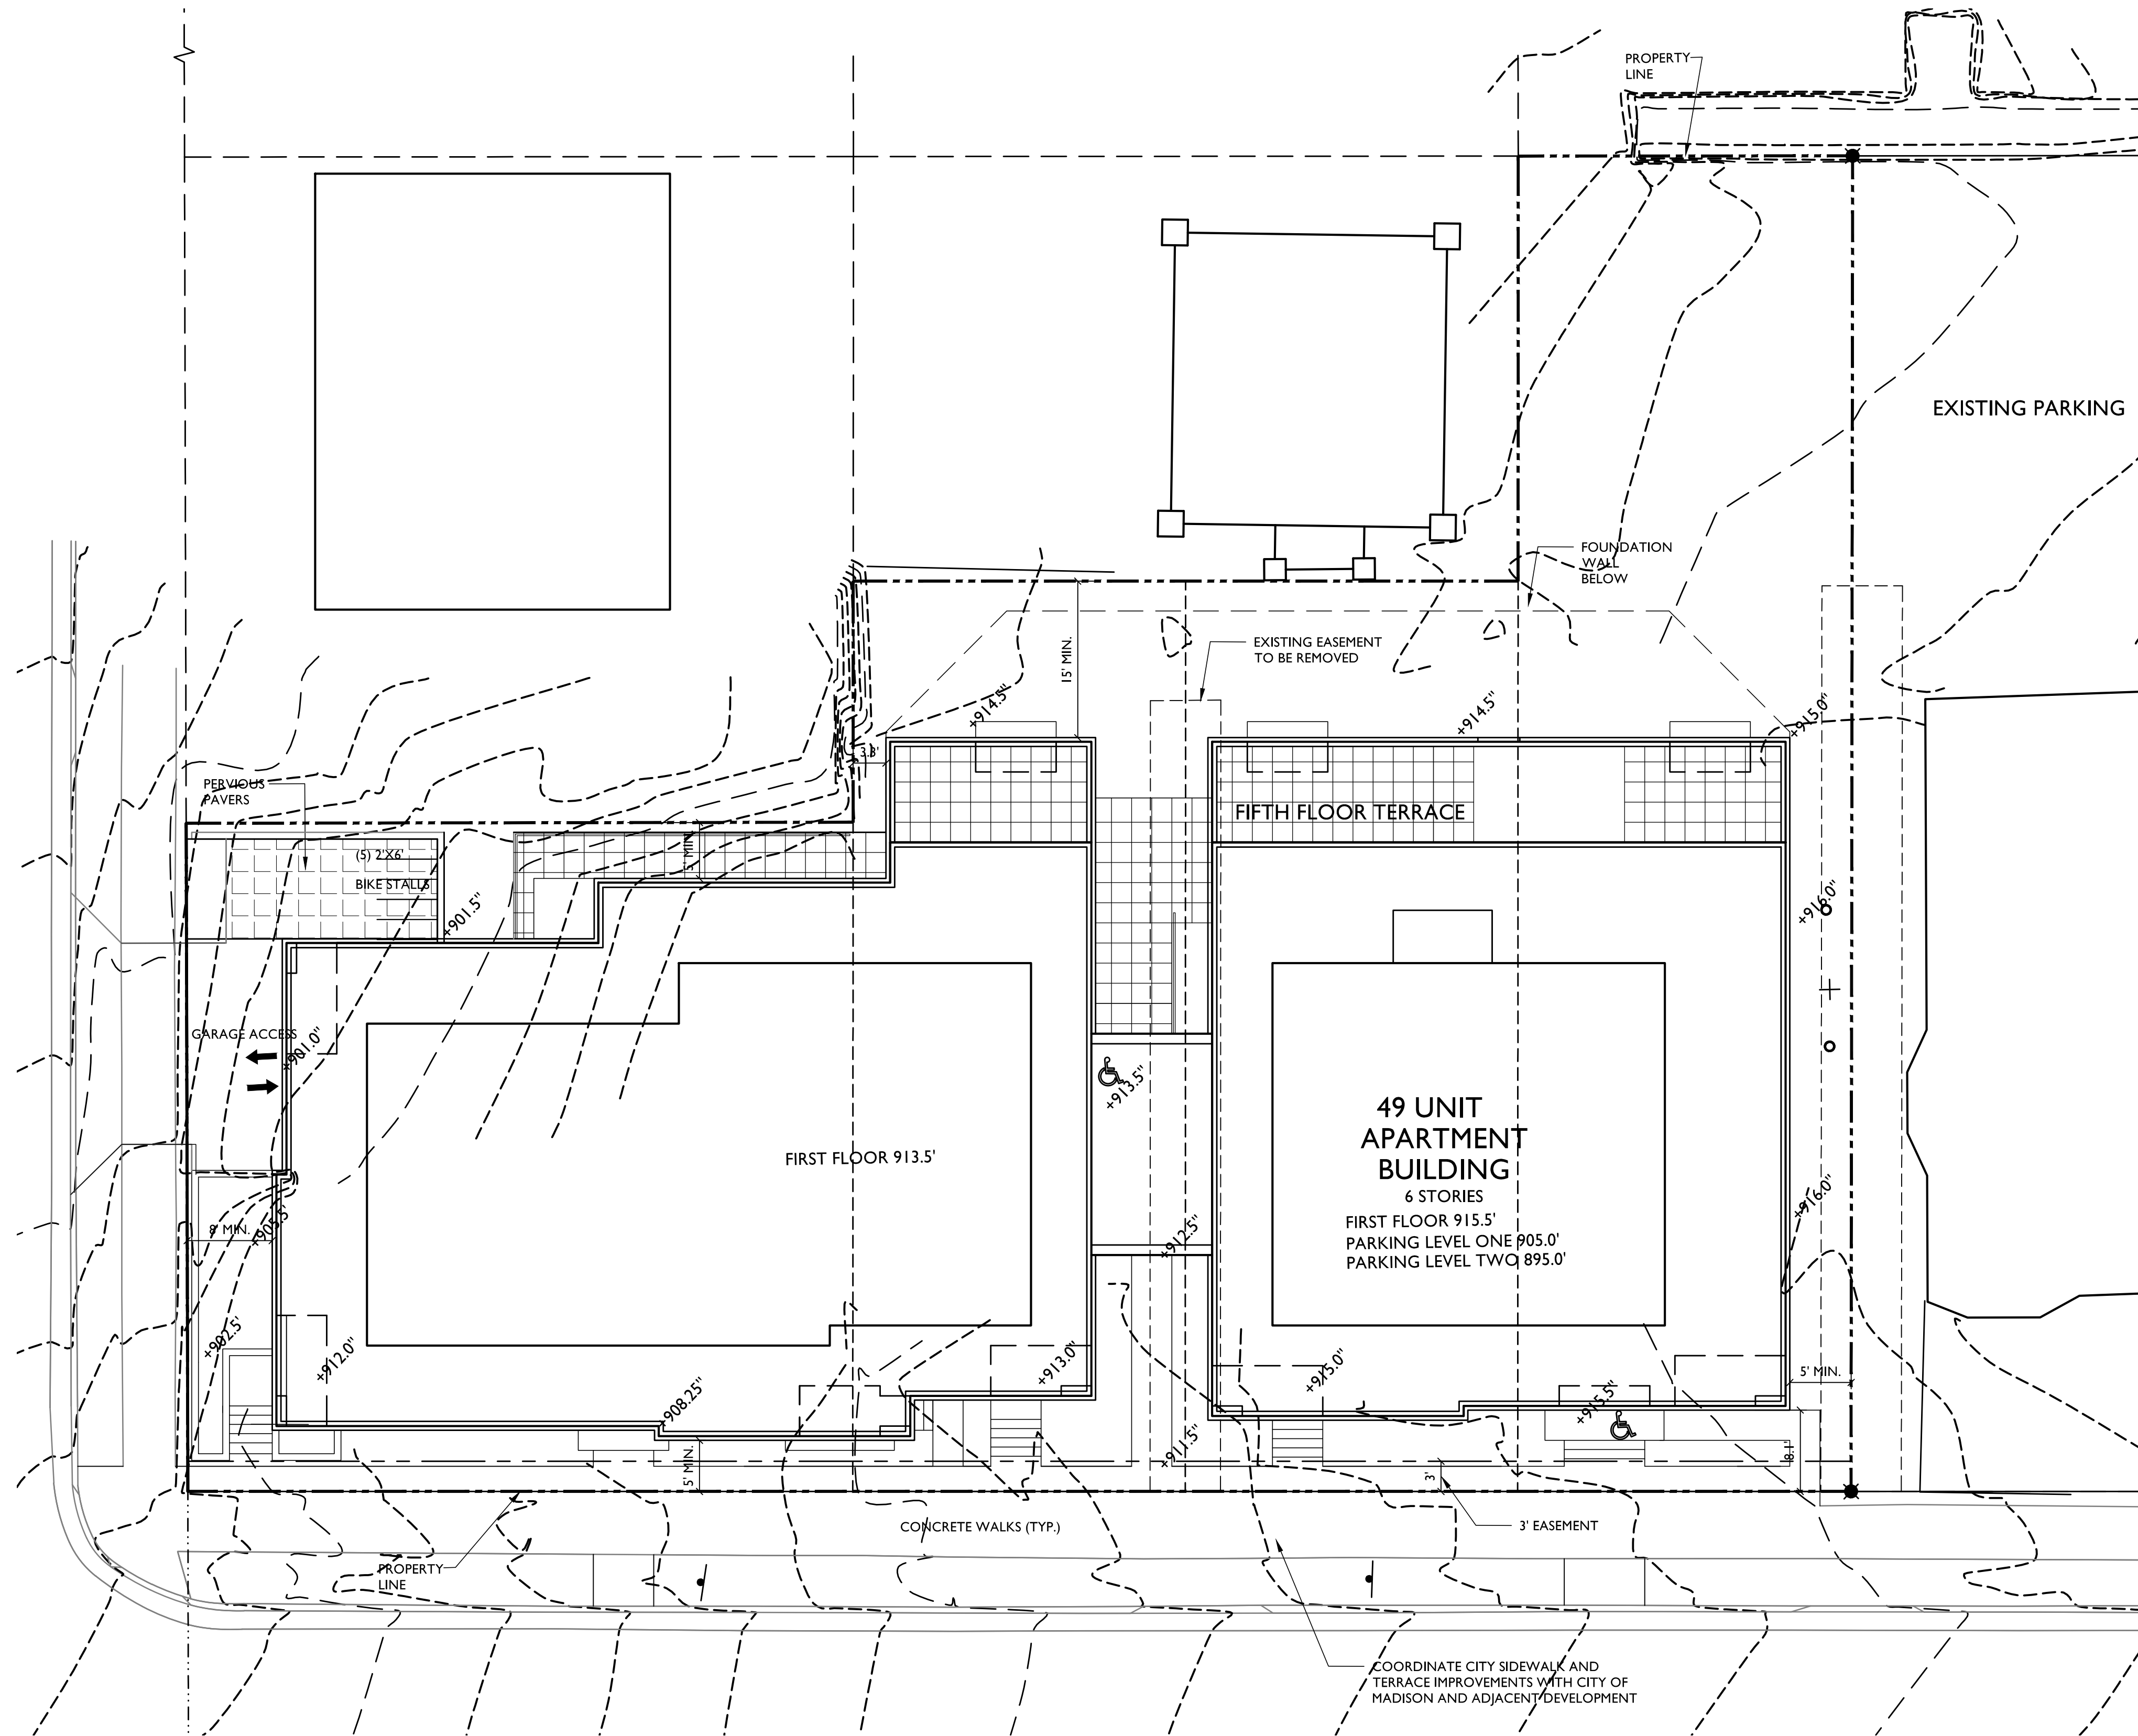 PROPERTY
LINE
EXISTING PARKING
FOUNDATION
WALL
BELOW
EXISTING EASEMENT
TO BE REMOVED
15' MIN.
+914.5"
+914.5"
+915.0"
3.3'
PERVIOUS
PAVERS
FIFTH FLOOR TERRACE
(5) 2'X6'
BIKE STALLS
5' MIN.
+901.5"
+916.0"
GARAGE ACCESS
+901.0"
+913.5"
49 UNIT
APARTMENT
BUILDING
6 STORIES
FIRST FLOOR 915.5'
PARKING LEVEL ONE 905.0'
PARKING LEVEL TWO 895.0'
FIRST FLOOR 913.5'
+916.0"
8' MIN.
+905.5'
+912.5"
+902.5'
+912.0"
+913.0"
+915.0"
5' MIN.
+908.25"
+915.5"
+911.5"
5' MIN.
3'
8.1'
CONCRETE WALKS (TYP.)
3' EASEMENT
PROPERTY
LINE
COORDINATE CITY SIDEWALK AND
TERRACE IMPROVEMENTS WITH CITY OF
MADISON AND ADJACENT DEVELOPMENT